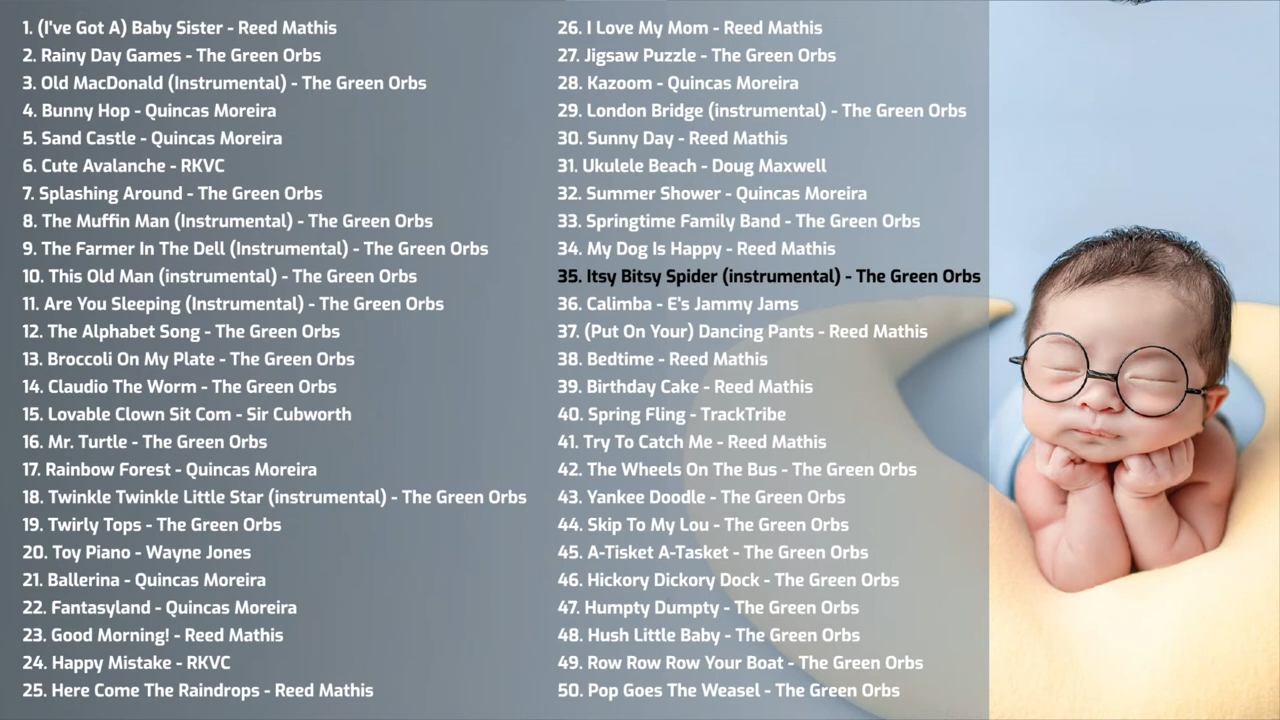 1. (I've Got A) Baby Sister - Reed Mathis
2. Rainy Day Games - The Green Orbs
3. Old MacDonald (Instrumental) - The Green Orbs
4. Bunny Hop - Quincas Moreira
5. Sand Castle - Quincas Moreira
6. Cute Avalanche - RKVC
7. Splashing Around - The Green Orbs
8. The Muffin Man (Instrumental) - The Green Orbs
9. The Farmer In The Dell (Instrumental) - The Green Orbs
10. This Old Man (instrumental) - The Green Orbs
11. Are You Sleeping (Instrumental) - The Green Orbs
12. The Alphabet Song - The Green Orbs
13. Broccoli On My Plate - The Green Orbs
14. Claudio The Worm - The Green Orbs
15. Lovable Clown Sit Com - Sir Cubworth
16. Mr. Turtle - The Green Orbs
17. Rainbow Forest - Quincas Moreira
18. Twinkle Twinkle Little Star (instrumental) - The Green Orbs
19. Twirly Tops - The Green Orbs
20. Toy Piano - Wayne Jones
21. Ballerina - Quincas Moreira
22. Fantasyland - Quincas Moreira
23. Good Morning! - Reed Mathis
24. Happy Mistake - RKVC
25. Here Come The Raindrops - Reed Mathis
26. I Love My Mom - Reed Mathis
27. Jigsaw Puzzle - The Green Orbs
28. Kazoom - Quincas Moreira
29. London Bridge (instrumental) - The Green Orbs
30. Sunny Day - Reed Mathis
31. Ukulele Beach - Doug Maxwell
32. Summer Shower - Quincas Moreira
33. Springtime Family Band - The Green Orbs
34. My Dog Is Happy - Reed Mathis
35. Itsy Bitsy Spider (instrumental) - The Green Orbs
36. Calimba - E's Jammy Jams
37. (Put On Your) Dancing Pants - Reed Mathis
38. Bedtime - Reed Mathis
39. Birthday Cake - Reed Mathis
40. Spring Fling - TrackTribe
41. Try To Catch Me - Reed Mathis
42. The Wheels On The Bus - The Green Orbs
43. Yankee Doodle - The Green Orbs
44. Skip To My Lou - The Green Orbs
45. A-Tisket A-Tasket - The Green Orbs
46. Hickory Dickory Dock - The Green Orbs
47. Humpty Dumpty - The Green Orbs
48. Hush Little Baby - The Green Orbs
49. Row Row Row Your Boat - The Green Orbs
50. Pop Goes The Weasel - The Green Orbs